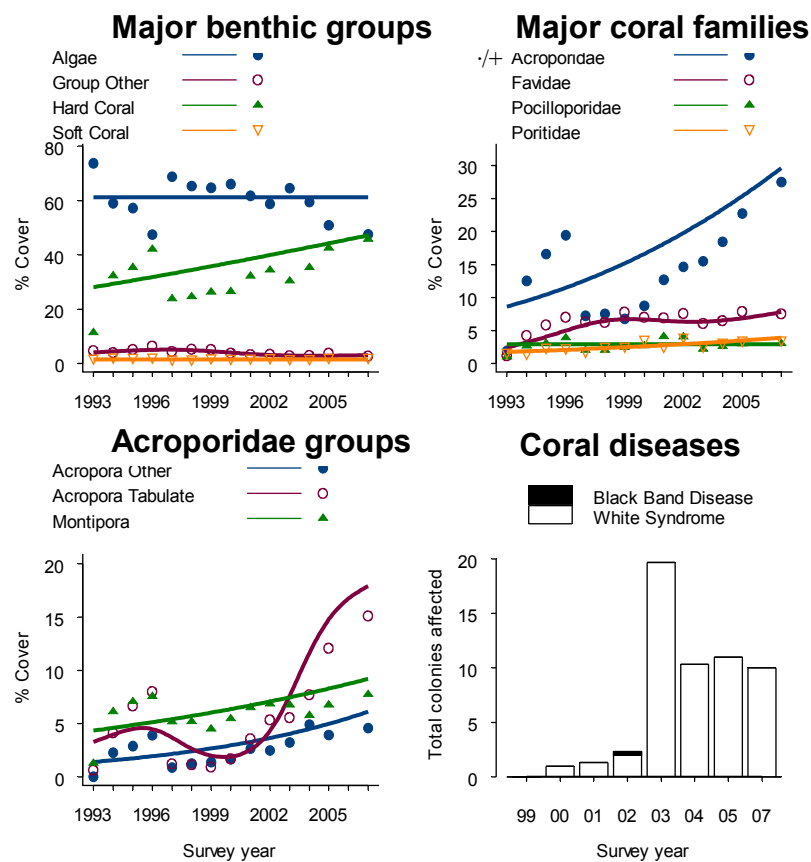 Major benthic groups
Algae
Group Other
Hard Coral
Soft Coral
80
60
40
20
0
% Cover
1993 1996 1999 2002 2005
Major coral families
·/+ Acroporidae
Favidae
Pocilloporidae
Poritidae
30
25
20
15
10
5
0
% Cover
1993 1996 1999 2002 2005
Acroporidae groups
Acropora Other
Acropora Tabulate
Montipora
20
15
10
5
0
% Cover
1993 1996 1999 2002 2005
Survey year
Coral diseases
Black Band Disease
White Syndrome
20
15
10
5
0
Total colonies affected
99 00 01 02 03 04 05 07
Survey year